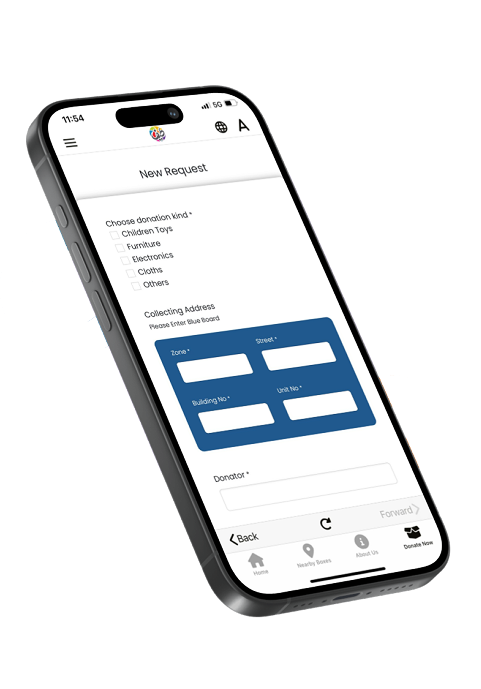 11:54
5G
A
New Request
Choose donation kind *
Children Toys
Furniture
Electronics
Cloths
Others
Collecting Address
Please Enter Blue Board
Zone *
Street *
Building No *
Unit No *
Donator *
Back
Forward
Home
Nearby Boxes
About Us
Donate Now